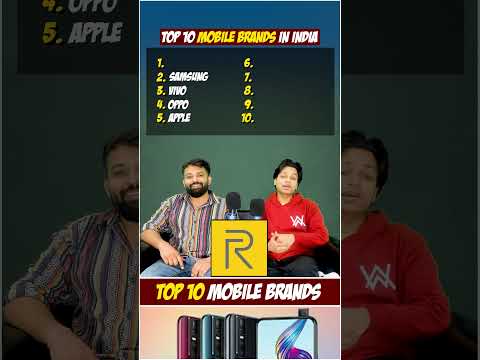 4. OPPO
5. APPLE
TOP 10 MOBILE BRANDS IN INDIA
1.
2. SAMSUNG
3. VIVO
4. OPPO
5. APPLE
6.
7.
8.
9.
10.
R
TOP 10 MOBILE BRANDS